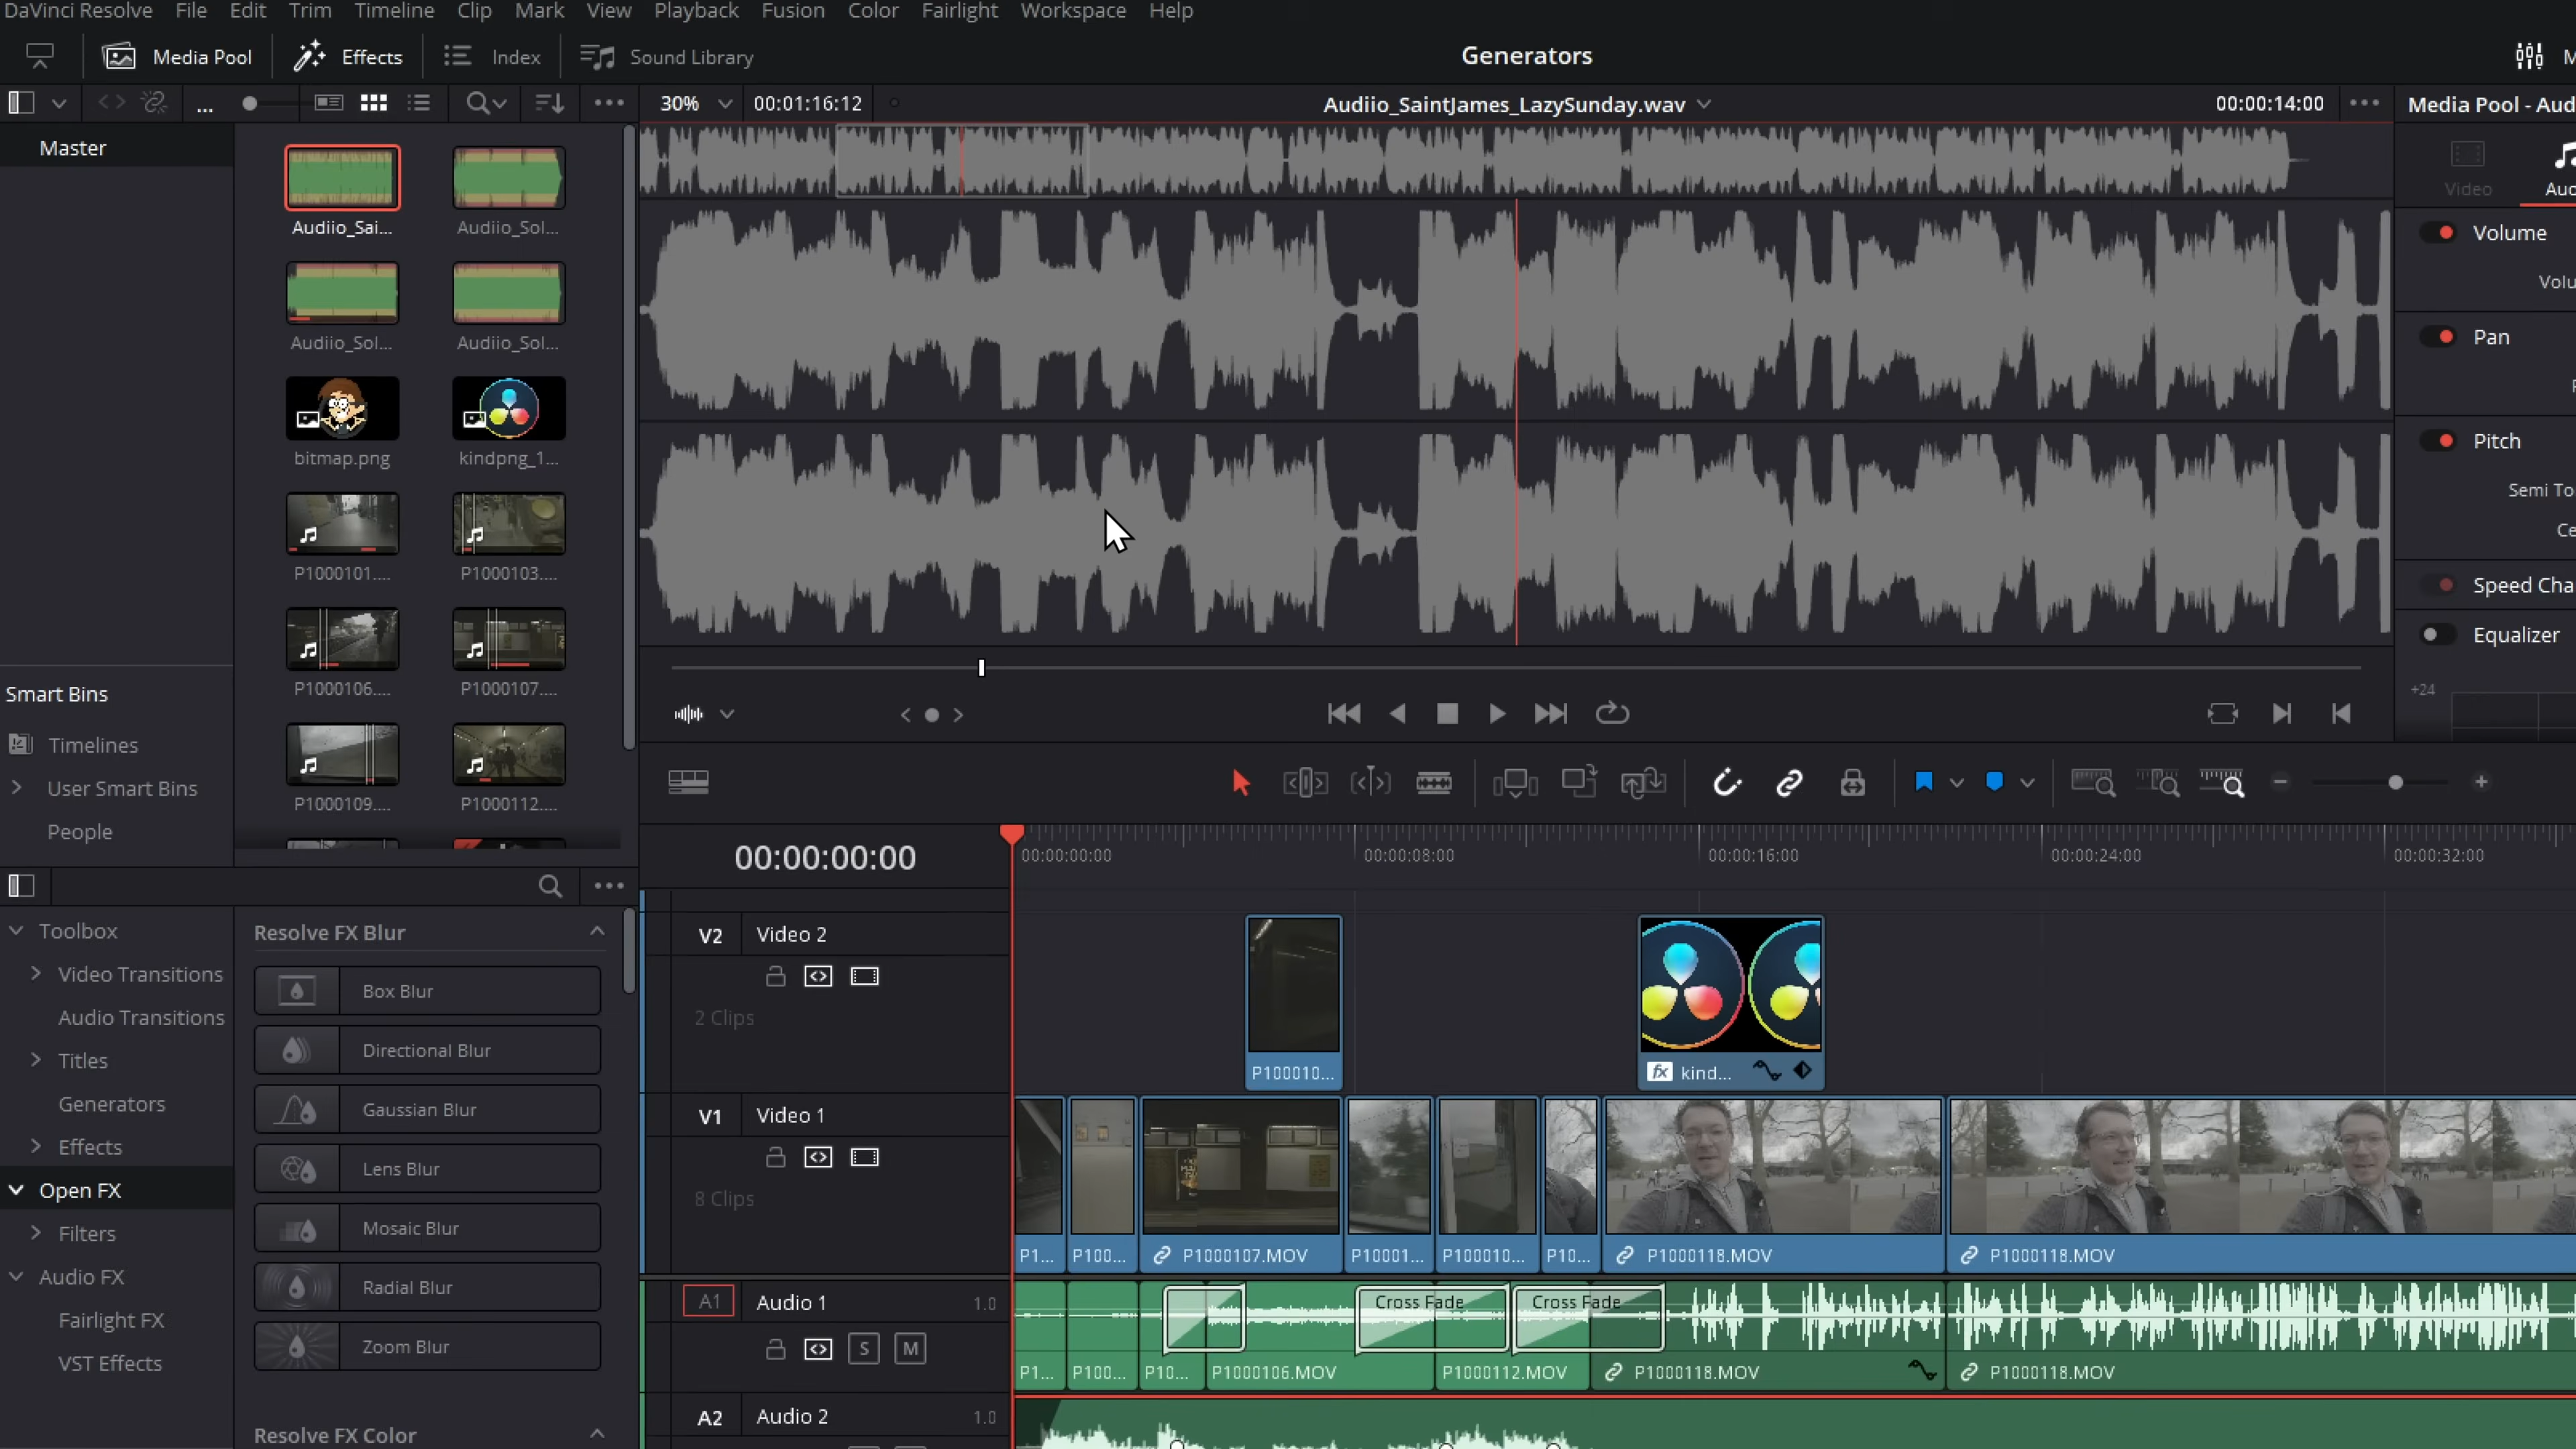 DaVinci Resolve File Edit Trim Timeline Clip Mark View Playback Fusion Color Fairlight Workspace Help
Media Pool Effects Index Sound Library Generators M
... 30% 00:01:16:12 Audiio_SaintJames_LazySunday.wav 00:00:14:00 Media Pool - Aud
Master
Audiio_Sai... Audiio_Sol...
Audiio_Sol... Audiio_Sol...
bitmap.png kindpng_1...
P1000101.... P1000103....
P1000106.... P1000107....
P1000109.... P1000112....
Smart Bins
Timelines
User Smart Bins
People
Video Aud
Volume
Volu
Pan
P
Pitch
Semi To
Ce
Speed Cha
Equalizer
+24
Toolbox
Video Transitions
Audio Transitions
Titles
Generators
Effects
Open FX
Filters
Audio FX
Fairlight FX
VST Effects
Resolve FX Blur
Box Blur
Directional Blur
Gaussian Blur
Lens Blur
Mosaic Blur
Radial Blur
Zoom Blur
Resolve FX Color
00:00:00:00 00:00:00:00 00:00:08:00 00:00:16:00 00:00:24:00 00:00:32:00
V2 Video 2
2 Clips
P100010... fx kind...
V1 Video 1
8 Clips
P1... P100... P1000107.MOV P10001... P100010... P10... P1000118.MOV P1000118.MOV
A1 Audio 1 1.0 Cross Fade Cross Fade
S M
P1... P100... P10... P1000106.MOV P1000112.MOV P1000118.MOV P1000118.MOV
A2 Audio 2 1.0